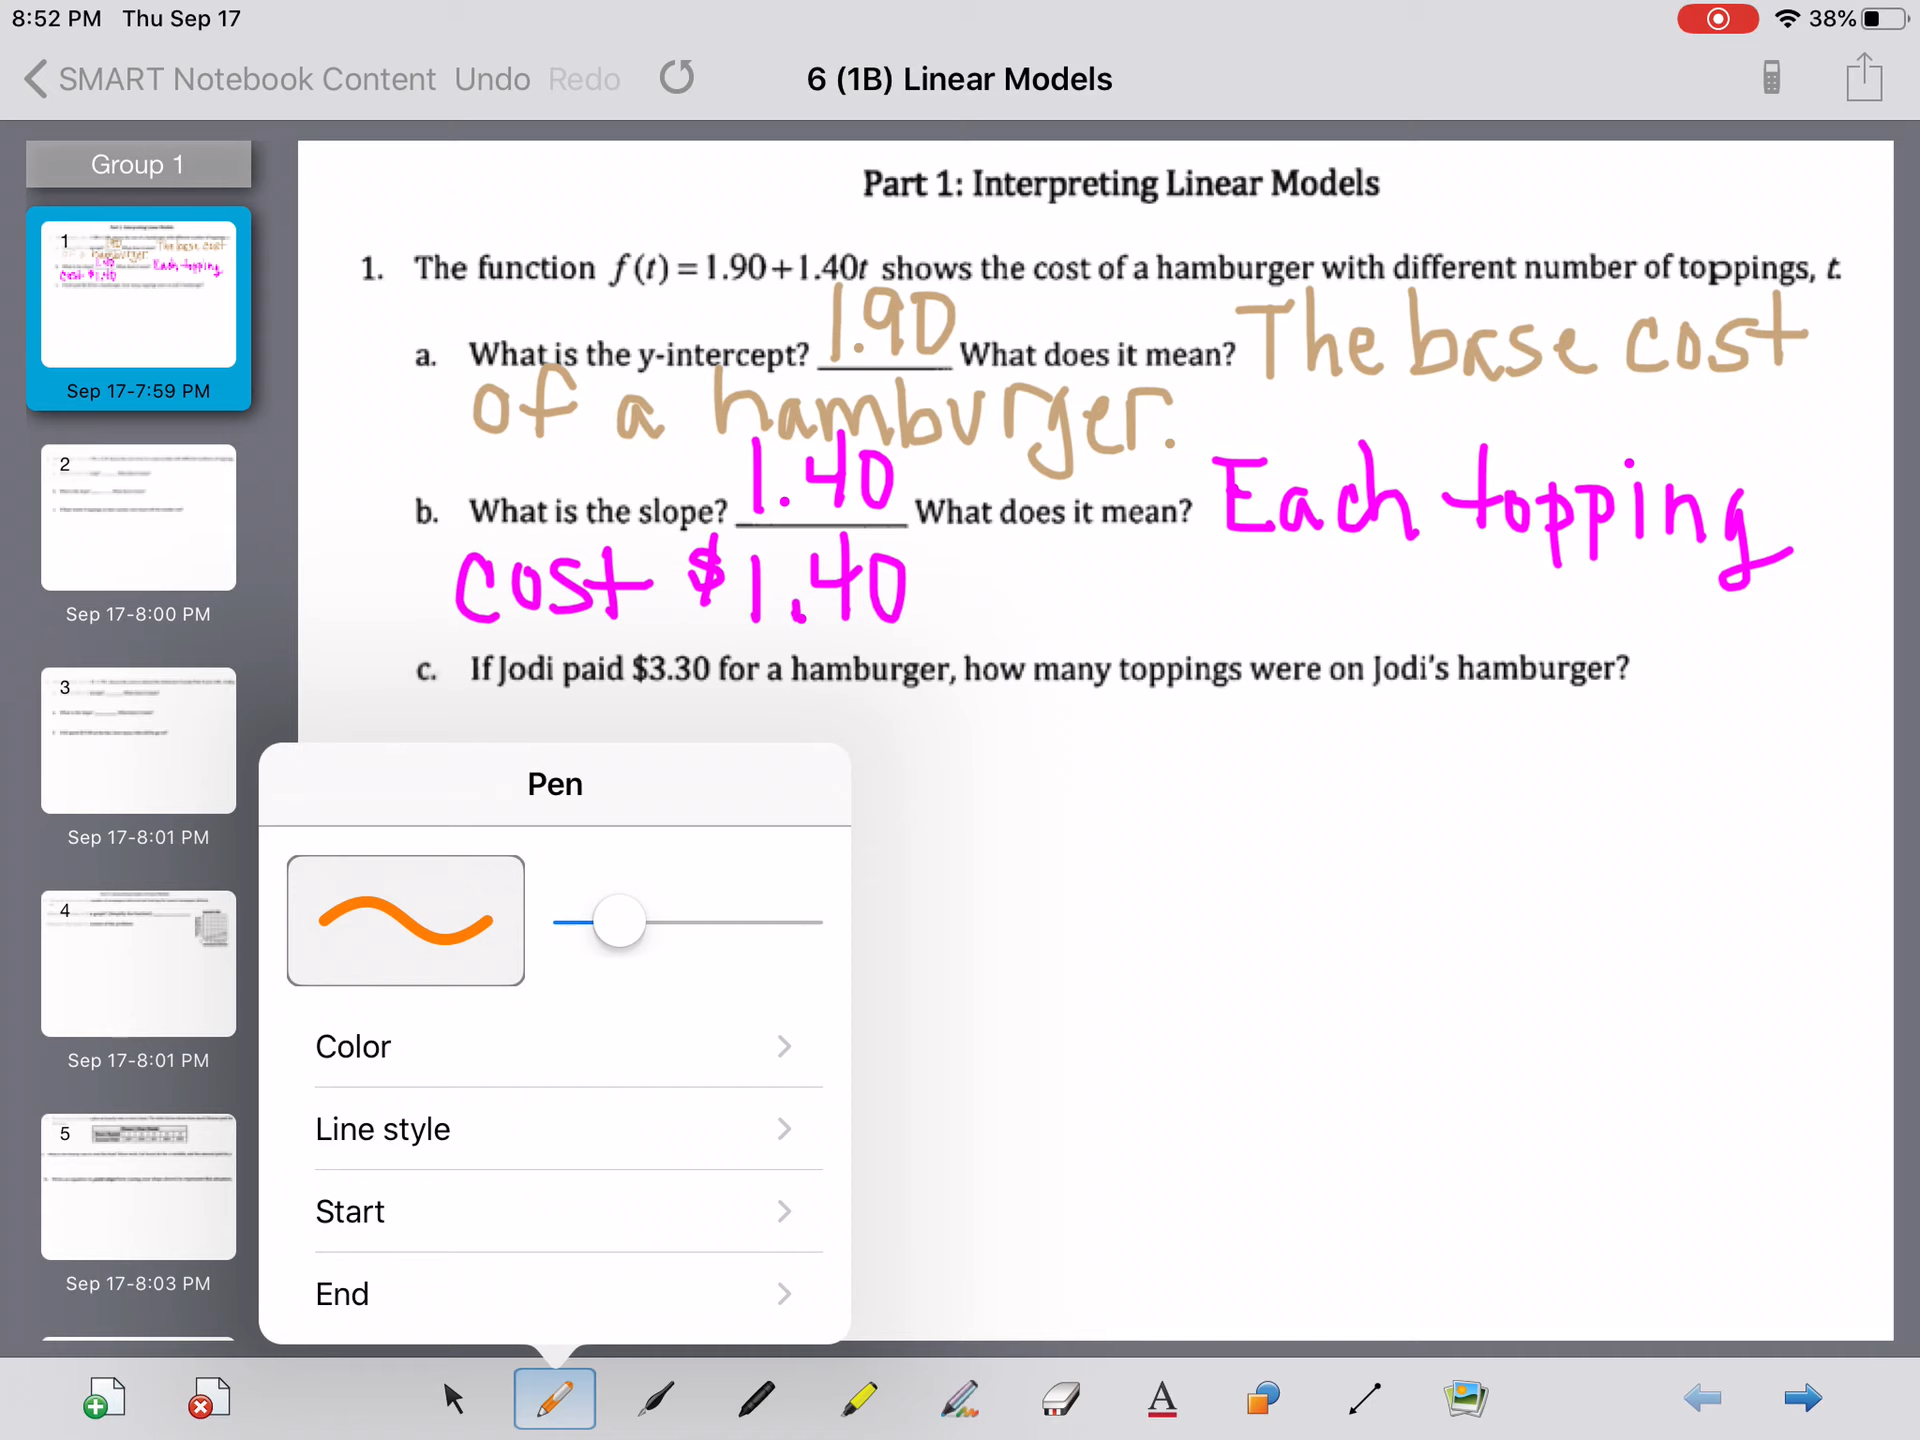 8:52 PM Thu Sep 17
38%
SMART Notebook Content Undo Redo
6 (1B) Linear Models
Group 1
1
Sep 17-7:59 PM
2
Sep 17-8:00 PM
3
Sep 17-8:01 PM
4
Sep 17-8:01 PM
5
Sep 17-8:03 PM
Part 1: Interpreting Linear Models
1. The function f(t) = 1.90+1.40t shows the cost of a hamburger with different number of toppings, t.
a. What is the y-intercept? 1.90 What does it mean? The base cost
of a hamburger.
b. What is the slope? 1.40 What does it mean? Each topping
cost $1.40
c. If Jodi paid $3.30 for a hamburger, how many toppings were on Jodi's hamburger?
Pen
Color
Line style
Start
End
A